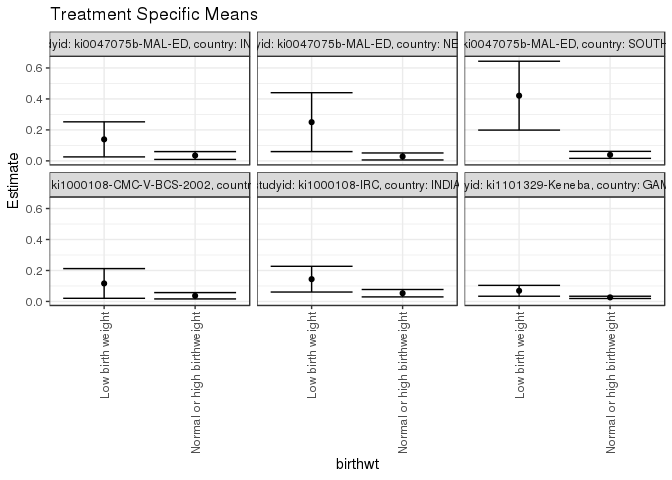 Treatment Specific Means
dyid: ki0047075b-MAL-ED, country: IN
yid: ki0047075b-MAL-ED, country: NE
ki0047075b-MAL-ED, country: SOUTH
0.6
0.4
0.2
0.0
ki1000108-CMC-V-BCS-2002, countr
tudyid: ki1000108-IRC, country: INDIA
yid: ki1101329-Keneba, country: GAM
0.6
0.4
0.2
0.0
Estimate
Low birth weight
Normal or high birthweight
Low birth weight
Normal or high birthweight
Low birth weight
Normal or high birthweight
birthwt